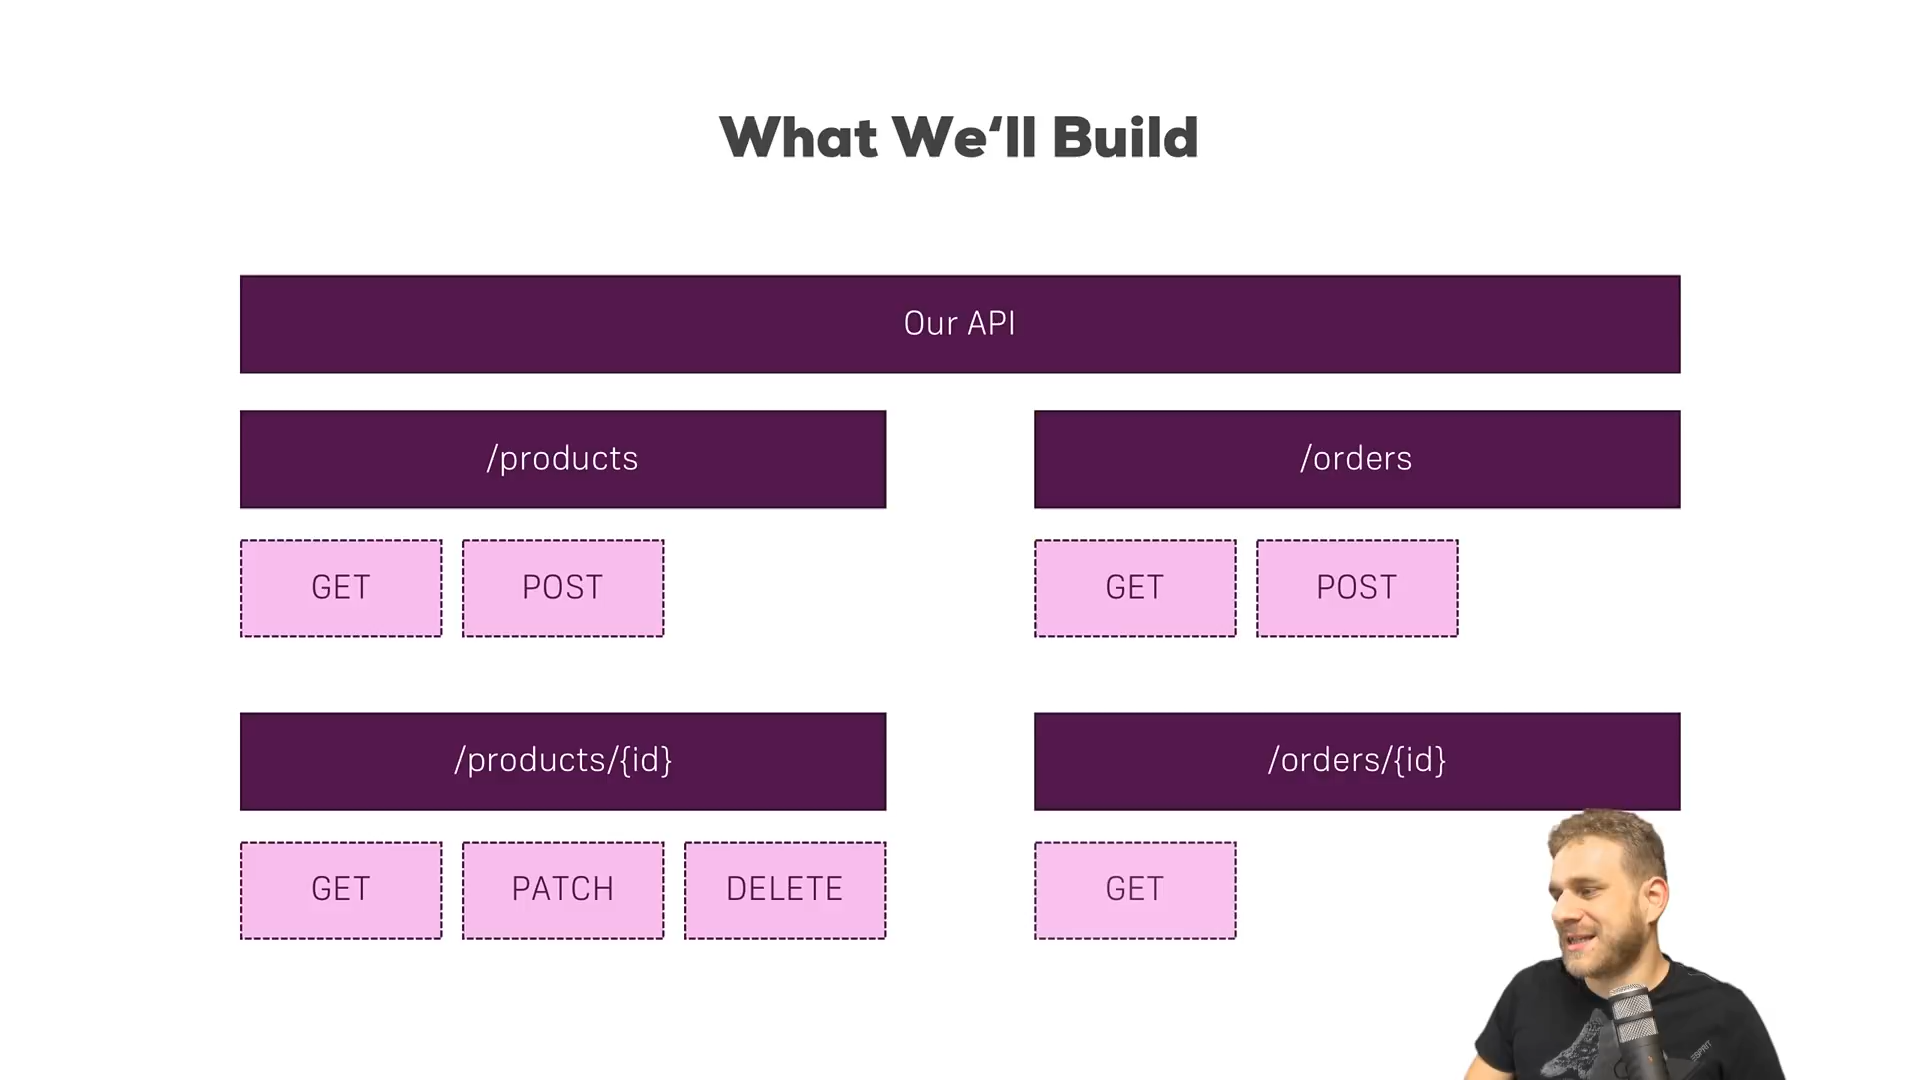 What We‘ll Build
Our API
/products
/orders
GET
POST
GET
POST
/products/{id}
/orders/{id}
GET
PATCH
DELETE
GET
ESPRIT